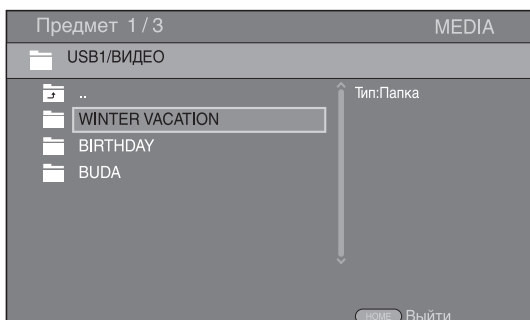 Предмет 1/3 MEDIA
USB1/ВИДЕО
..
Тип:Папка
WINTER VACATION
BIRTHDAY
BUDA
HOME Выйти